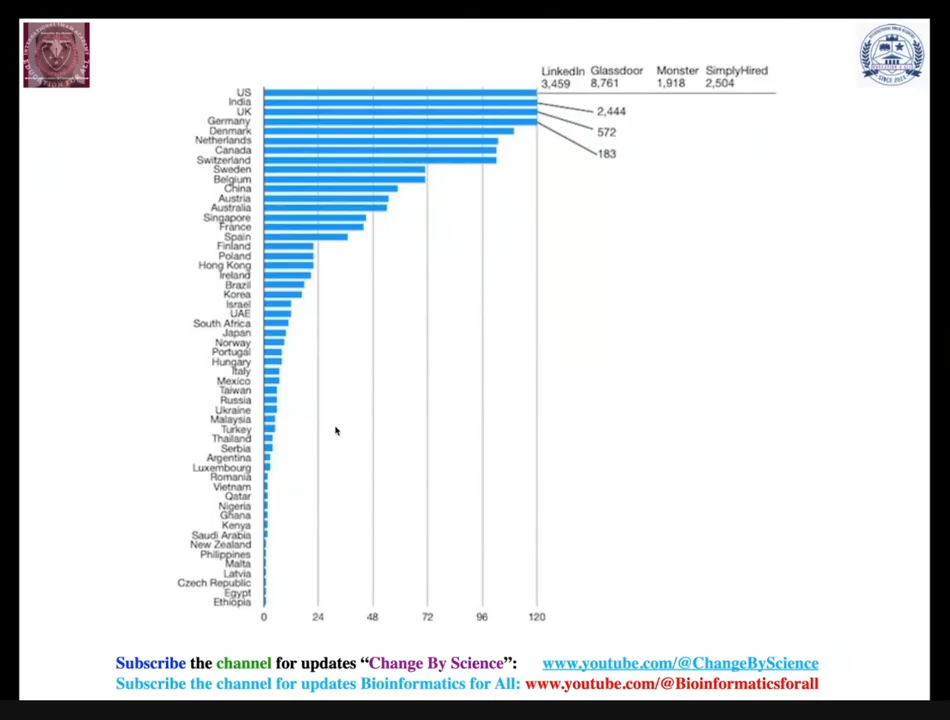 LinkedIn Glassdoor Monster SimplyHired
3,459 8,761 1,918 2,504
US
India
UK
2,444
Germany
Denmark
572
Netherlands
Canada
183
Switzerland
Sweden
Belgium
China
Austria
Australia
Singapore
France
Spain
Finland
Poland
Hong Kong
Ireland
Brazil
Korea
Israel
UAE
South Africa
Japan
Norway
Portugal
Hungary
Italy
Mexico
Taiwan
Russia
Ukraine
Malaysia
Turkey
Thailand
Serbia
Argentina
Luxembourg
Romania
Vietnam
Qatar
Nigeria
Ghana
Kenya
Saudi Arabia
New Zealand
Philippines
Malta
Latvia
Czech Republic
Egypt
Ethiopia
0 24 48 72 96 120
Subscribe the channel for updates “Change By Science”: www.youtube.com/@ChangeByScience
Subscribe the channel for updates Bioinformatics for All: www.youtube.com/@Bioinformaticsforall